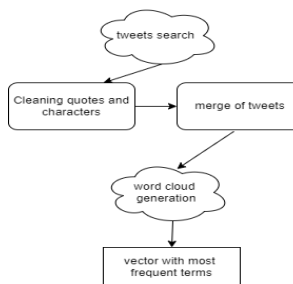 tweets search
Cleaning quotes and
characters
merge of tweets
word cloud
generation
vector with most
frequent terms